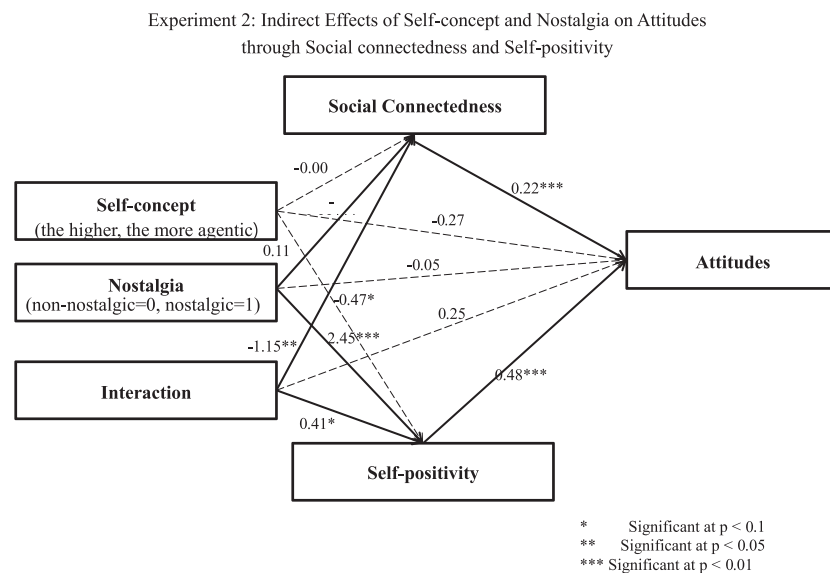 Experiment 2: Indirect Effects of Self-concept and Nostalgia on Attitudes
through Social connectedness and Self-positivity
Social Connectedness
-0.00
Self-concept
(the higher, the more agentic)
-
0.22***
-0.27
0.11
Attitudes
-0.05
Nostalgia
(non-nostalgic=0, nostalgic=1)
-0.47*
0.25
-1.15**
2.45***
Interaction
0.48***
0.41*
Self-positivity
* Significant at p < 0.1
** Significant at p < 0.05
*** Significant at p < 0.01